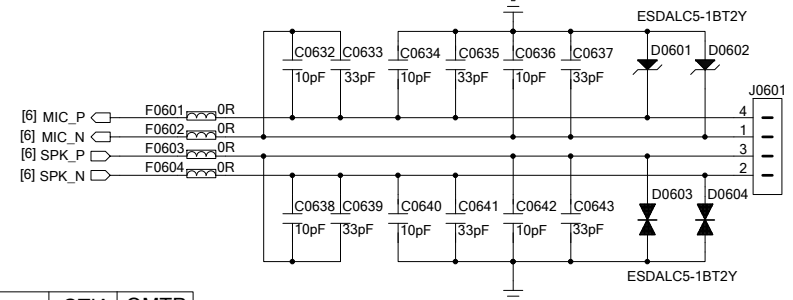 ESDALC5-1BT2Y
C0632 C0633 C0634 C0635 C0636 C0637 D0601 D0602
10pF 33pF 10pF 33pF 10pF 33pF
J0601
[6] MIC_P F0601 0R 4
[6] MIC_N F0602 0R 1
[6] SPK_P F0603 0R 3
[6] SPK_N F0604 0R 2
C0638 C0639 C0640 C0641 C0642 C0643 D0603 D0604
10pF 33pF 10pF 33pF 10pF 33pF
ESDALC5-1BT2Y